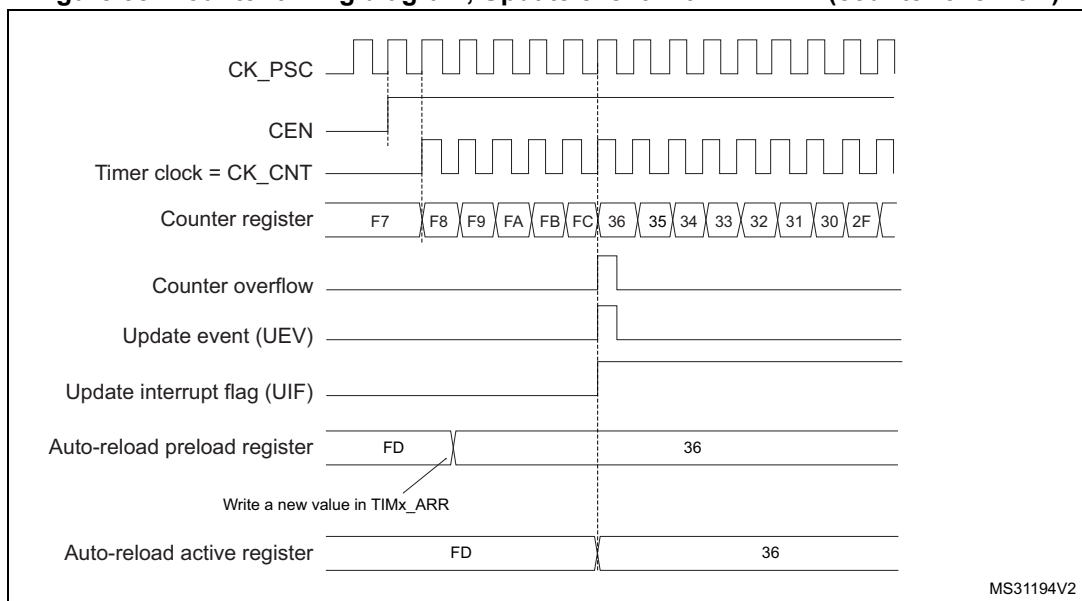 CK_PSC
CEN
Timer clock = CK_CNT
Counter register
F7 F8 F9 FA FB FC 36 35 34 33 32 31 30 2F
Counter overflow
Update event (UEV)
Update interrupt flag (UIF)
Auto-reload preload register
FD 36
Write a new value in TIMx_ARR
Auto-reload active register
FD 36
MS31194V2